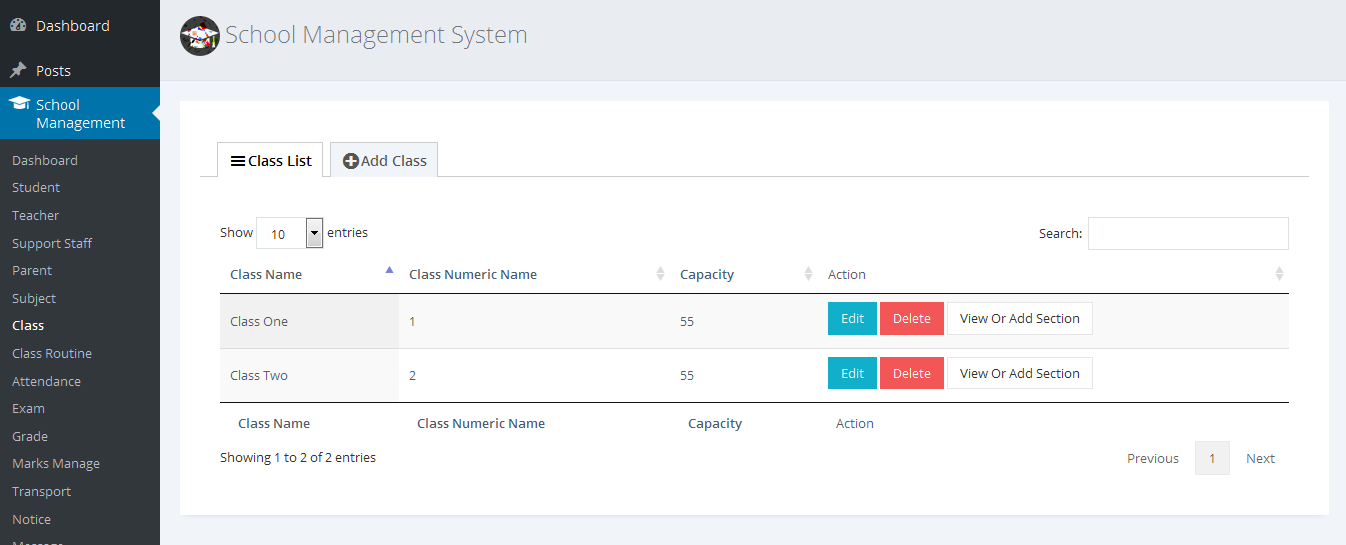 Dashboard
Posts
School
Management
Dashboard
Student
Teacher
Support Staff
Parent
Subject
Class
Class Routine
Attendance
Exam
Grade
Marks Manage
Transport
Notice
Message
School Management System
Class List Add Class
Show 10 entries Search:
Class Name Class Numeric Name Capacity Action
Class One 1 55 Edit Delete View Or Add Section
Class Two 2 55 Edit Delete View Or Add Section
Class Name Class Numeric Name Capacity Action
Showing 1 to 2 of 2 entries Previous 1 Next